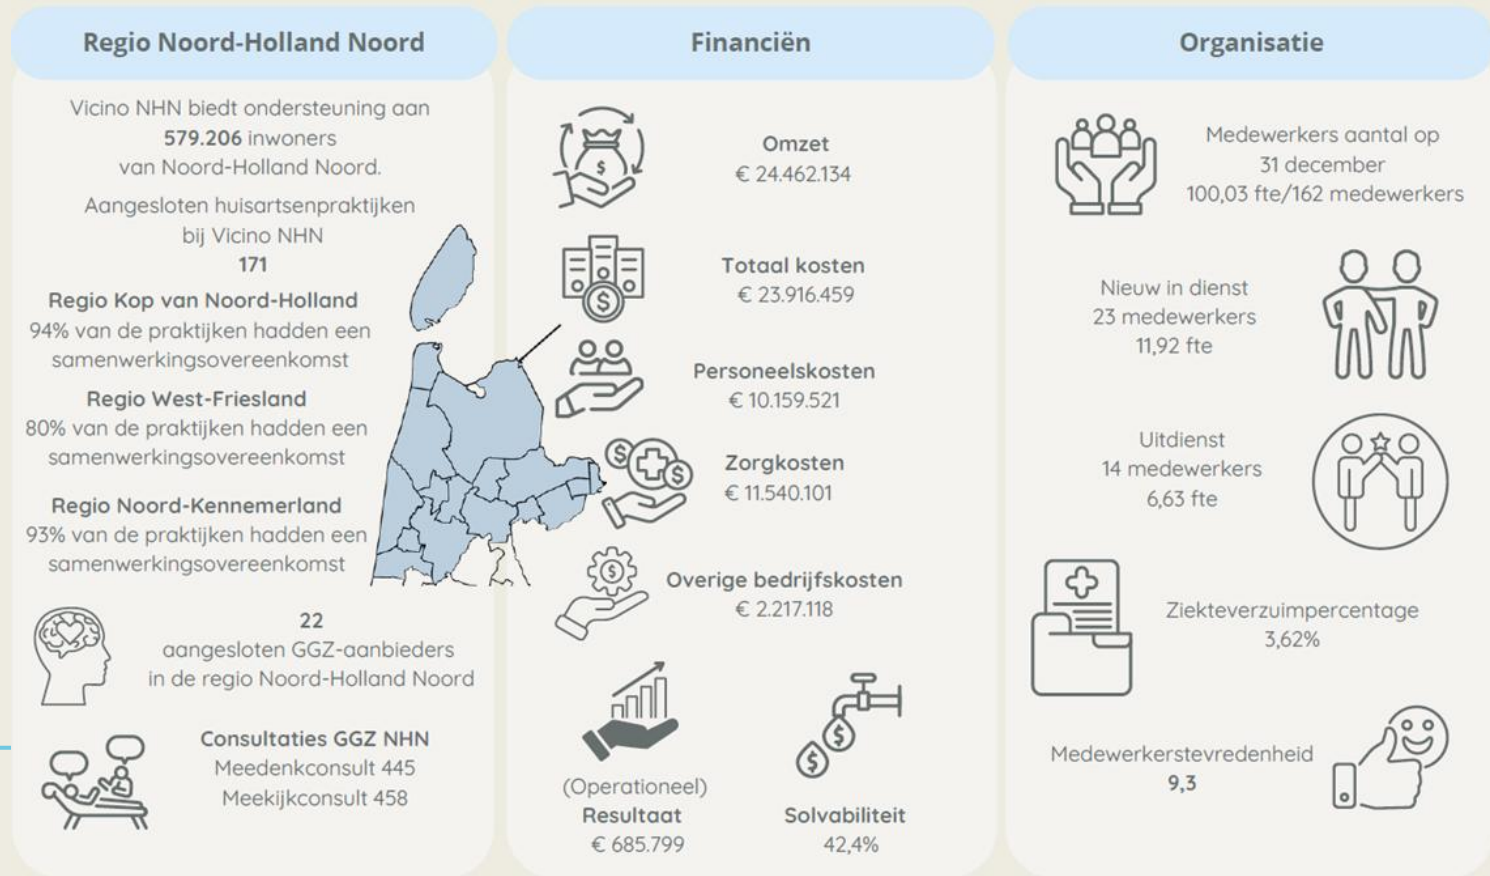 Regio Noord-Holland Noord
Vicino NHN biedt ondersteuning aan
579.206 inwoners
van Noord-Holland Noord.
Aangesloten huisartsenpraktijken
bij Vicino NHN
171
Regio Kop van Noord-Holland
94% van de praktijken hadden een
samenwerkingsovereenkomst
Regio West-Friesland
80% van de praktijken hadden een
samenwerkingsovereenkomst
Regio Noord-Kennemerland
93% van de praktijken hadden een
samenwerkingsovereenkomst
22
aangesloten GGZ-aanbieders
in de regio Noord-Holland Noord
Consultaties GGZ NHN
Meedenkconsult 445
Meekijkconsult 458
Financiën
Omzet
€ 24.462.134
Totaal kosten
€ 23.916.459
Personeelskosten
€ 10.159.521
Zorgkosten
€ 11.540.101
Overige bedrijfskosten
€ 2.217.118
(Operationeel)
Resultaat
€ 685.799
Solvabiliteit
42,4%
Organisatie
Medewerkers aantal op
31 december
100,03 fte/162 medewerkers
Nieuw in dienst
23 medewerkers
11,92 fte
Uitdienst
14 medewerkers
6,63 fte
Ziekteverzuimpercentage
3,62%
Medewerkerstevredenheid
9,3